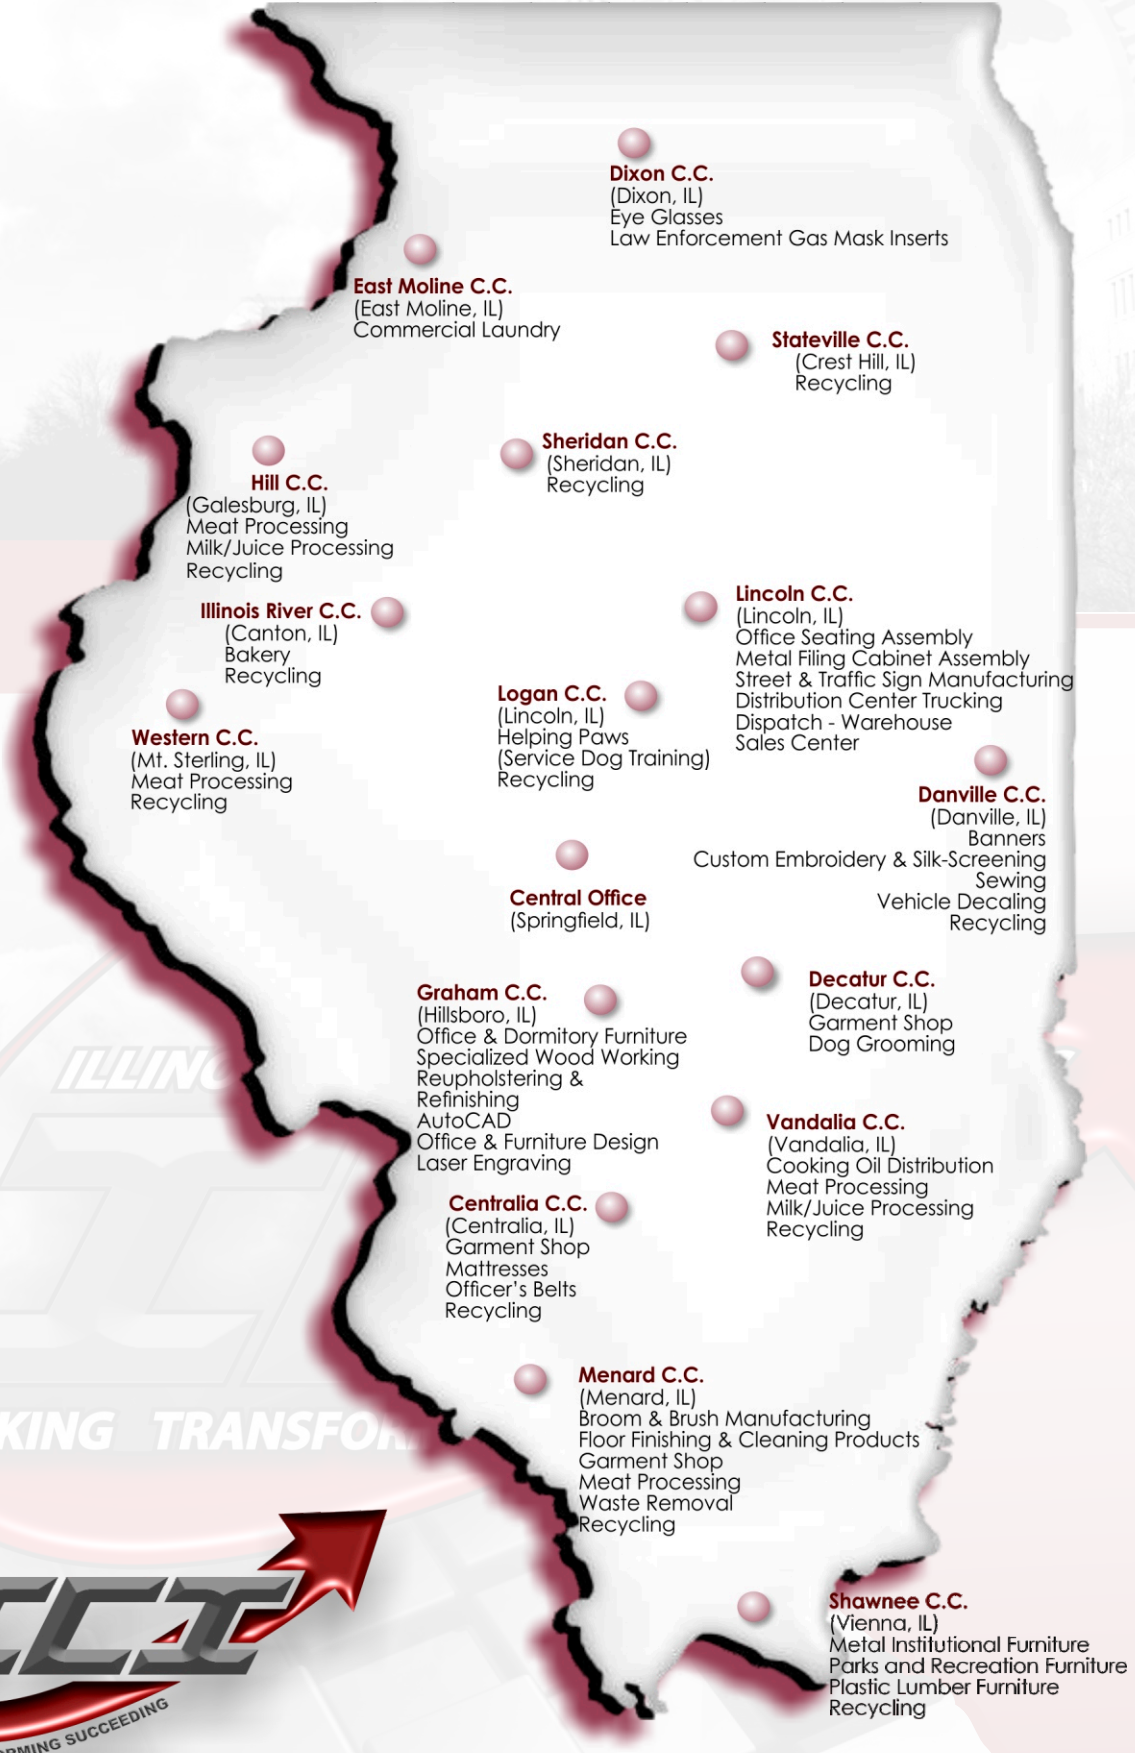 Dixon C.C.
(Dixon, IL)
Eye Glasses
Law Enforcement Gas Mask Inserts
East Moline C.C.
(East Moline, IL)
Commercial Laundry
Stateville C.C.
(Crest Hill, IL)
Recycling
Sheridan C.C.
(Sheridan, IL)
Recycling
Hill C.C.
(Galesburg, IL)
Meat Processing
Milk/Juice Processing
Recycling
Illinois River C.C.
(Canton, IL)
Bakery
Recycling
Lincoln C.C.
(Lincoln, IL)
Office Seating Assembly
Metal Filing Cabinet Assembly
Street & Traffic Sign Manufacturing
Distribution Center Trucking
Dispatch - Warehouse
Sales Center
Logan C.C.
(Lincoln, IL)
Helping Paws
(Service Dog Training)
Recycling
Western C.C.
(Mt. Sterling, IL)
Meat Processing
Recycling
Danville C.C.
(Danville, IL)
Banners
Custom Embroidery & Silk-Screening
Sewing
Vehicle Decaling
Recycling
Central Office
(Springfield, IL)
Decatur C.C.
(Decatur, IL)
Garment Shop
Dog Grooming
Graham C.C.
(Hillsboro, IL)
Office & Dormitory Furniture
Specialized Wood Working
Reupholstering &
Refinishing
AutoCAD
Office & Furniture Design
Laser Engraving
Vandalia C.C.
(Vandalia, IL)
Cooking Oil Distribution
Meat Processing
Milk/Juice Processing
Recycling
Centralia C.C.
(Centralia, IL)
Garment Shop
Mattresses
Officer's Belts
Recycling
Menard C.C.
(Menard, IL)
Broom & Brush Manufacturing
Floor Finishing & Cleaning Products
Garment Shop
Meat Processing
Waste Removal
Recycling
Shawnee C.C.
(Vienna, IL)
Metal Institutional Furniture
Parks and Recreation Furniture
Plastic Lumber Furniture
Recycling
ILLINO
KING TRANSFOR
ICI
RMING SUCCEEDING